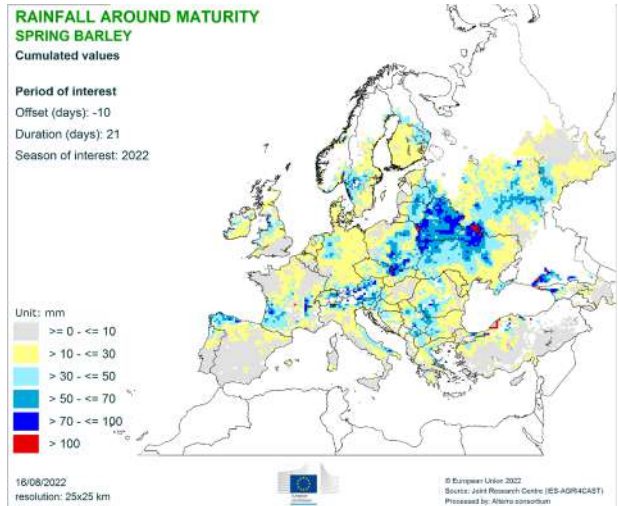 RAINFALL AROUND MATURITY
SPRING BARLEY
Cumulated values
Period of interest
Offset (days): -10
Duration (days): 21
Season of interest: 2022
Unit: mm
>= 0 - <= 10
> 10 - <= 30
> 30 - <= 50
> 50 - <= 70
> 70 - <= 100
> 100
16/08/2022
resolution: 25x25 km
© European Union 2022
Source: Joint Research Centre (IES-AGRI4CAST)
Processed by: Alterra consortium